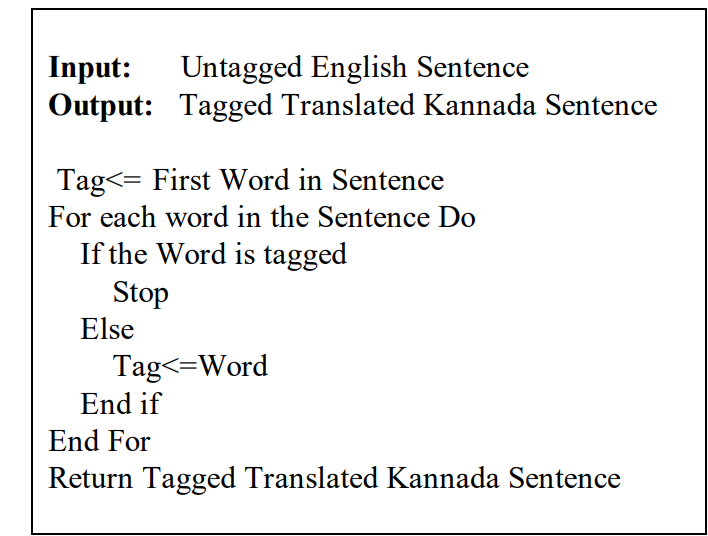 Input: Untagged English Sentence
Output: Tagged Translated Kannada Sentence
Tag<= First Word in Sentence
For each word in the Sentence Do
If the Word is tagged
Stop
Else
Tag<=Word
End if
End For
Return Tagged Translated Kannada Sentence